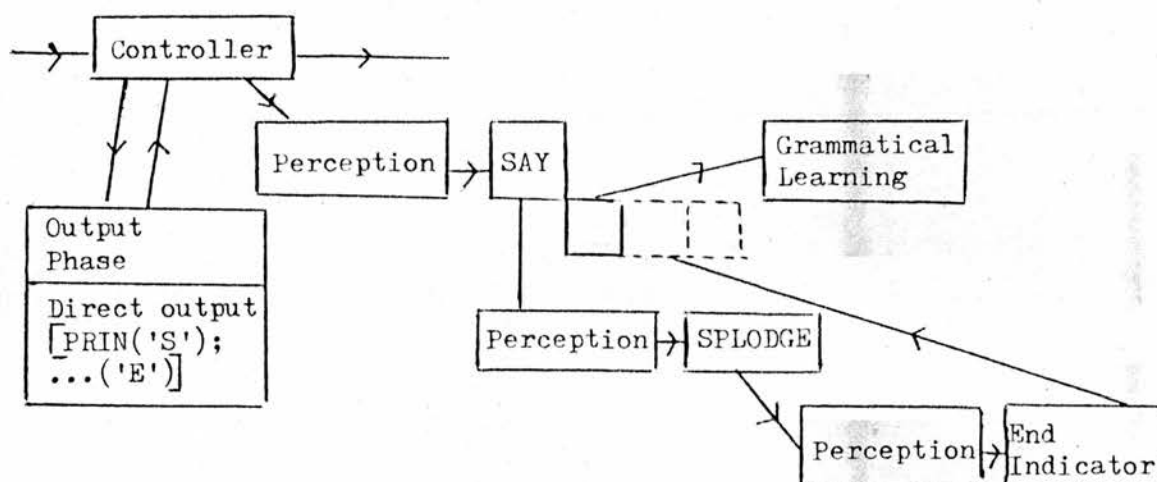 Controller
Perception
SAY
Grammatical
Learning
Output
Phase
Direct output
[PRIN('S');
...('E')]
Perception
SPLODGE
Perception
End
Indicator